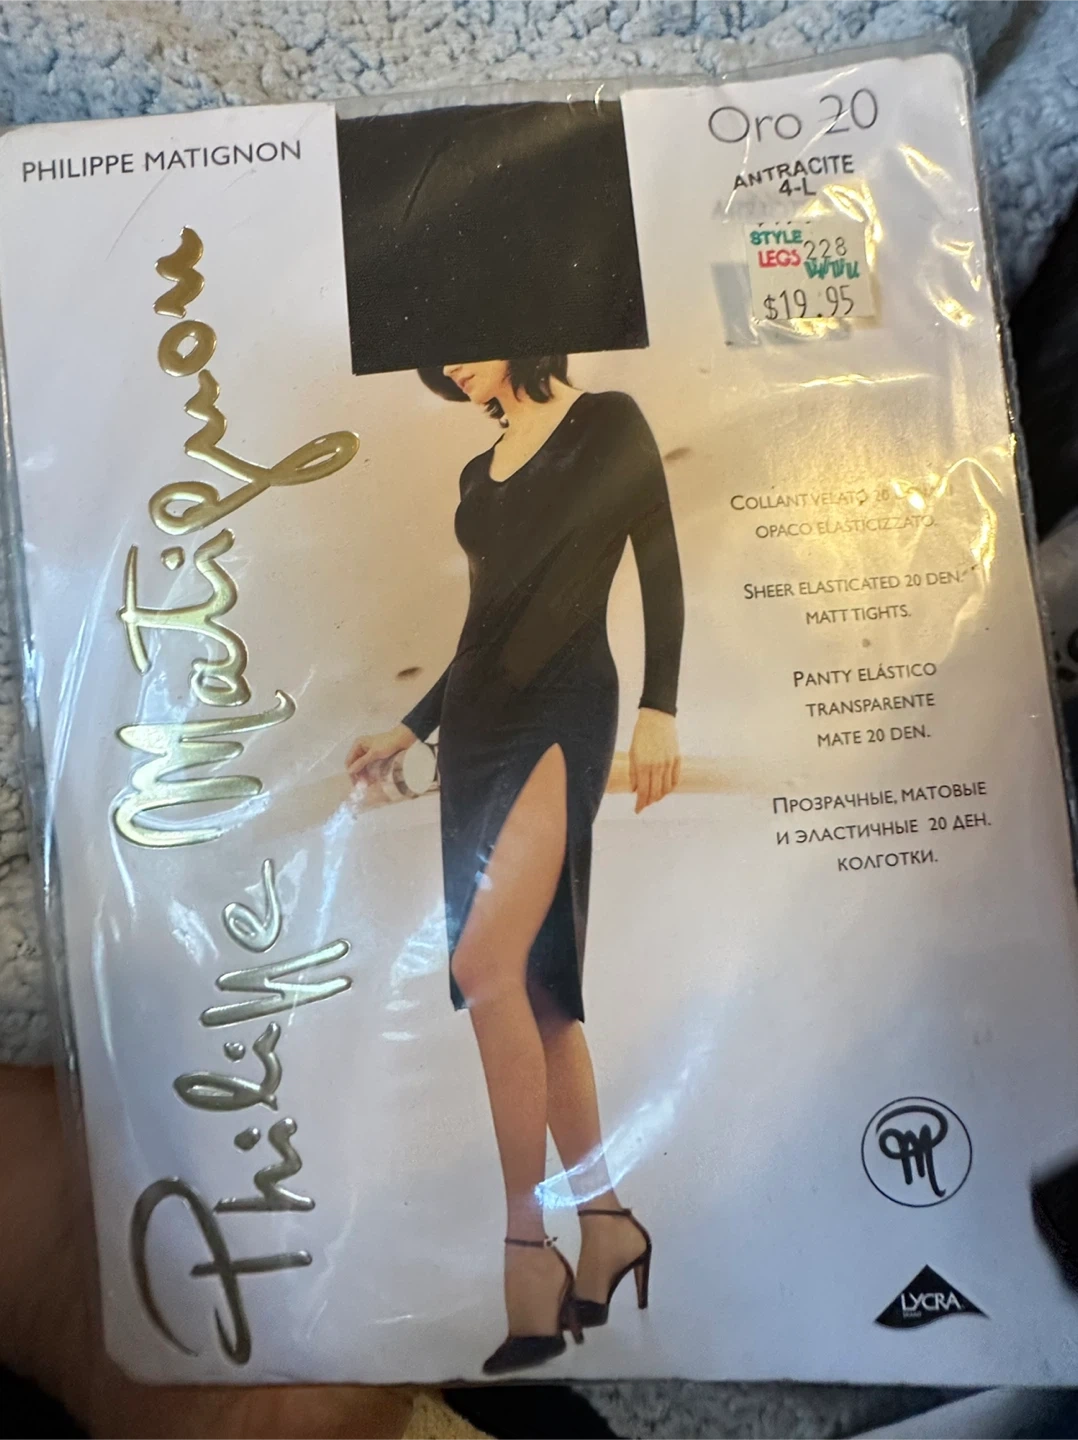 PHILIPPE MATIGNON
Oro 20
ANTRACITE
4-L
STYLE
LEGS 228
$19.95
Philippe Matignon
COLLANT VELATO 20
OPACO ELASTICIZZATO.
SHEER ELASTICATED 20 DEN.
MATT TIGHTS.
PANTY ELÁSTICO
TRANSPARENTE
MATE 20 DEN.
ПРОЗРАЧНЫЕ, МАТОВЫЕ
И ЭЛАСТИЧНЫЕ 20 ДЕН.
КОЛГОТКИ.
PM
LYCRA